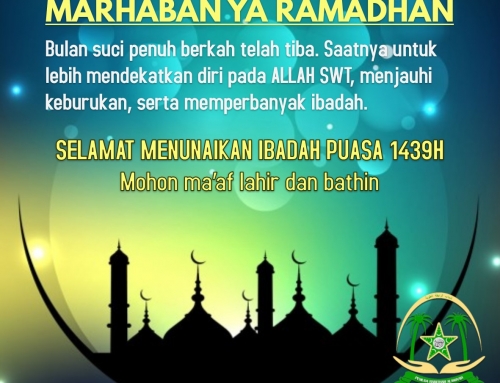 MARHABAN YA RAMADHAN
Bulan suci penuh berkah telah tiba. Saatnya untuk
lebih mendekatkan diri pada ALLAH SWT, menjauhi
keburukan, serta memperbanyak ibadah.
SELAMAT MENUNAIKAN IBADAH PUASA 1439H
Mohon ma'af lahir dan bathin